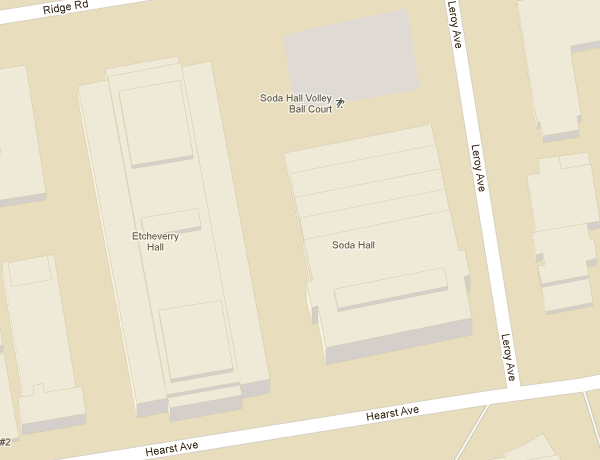 Ridge Rd
Leroy Ave
Soda Hall Volley
Ball Court
Leroy Ave
Etcheverry
Hall
Soda Hall
Leroy Ave
Hearst Ave
#2
Hearst Ave